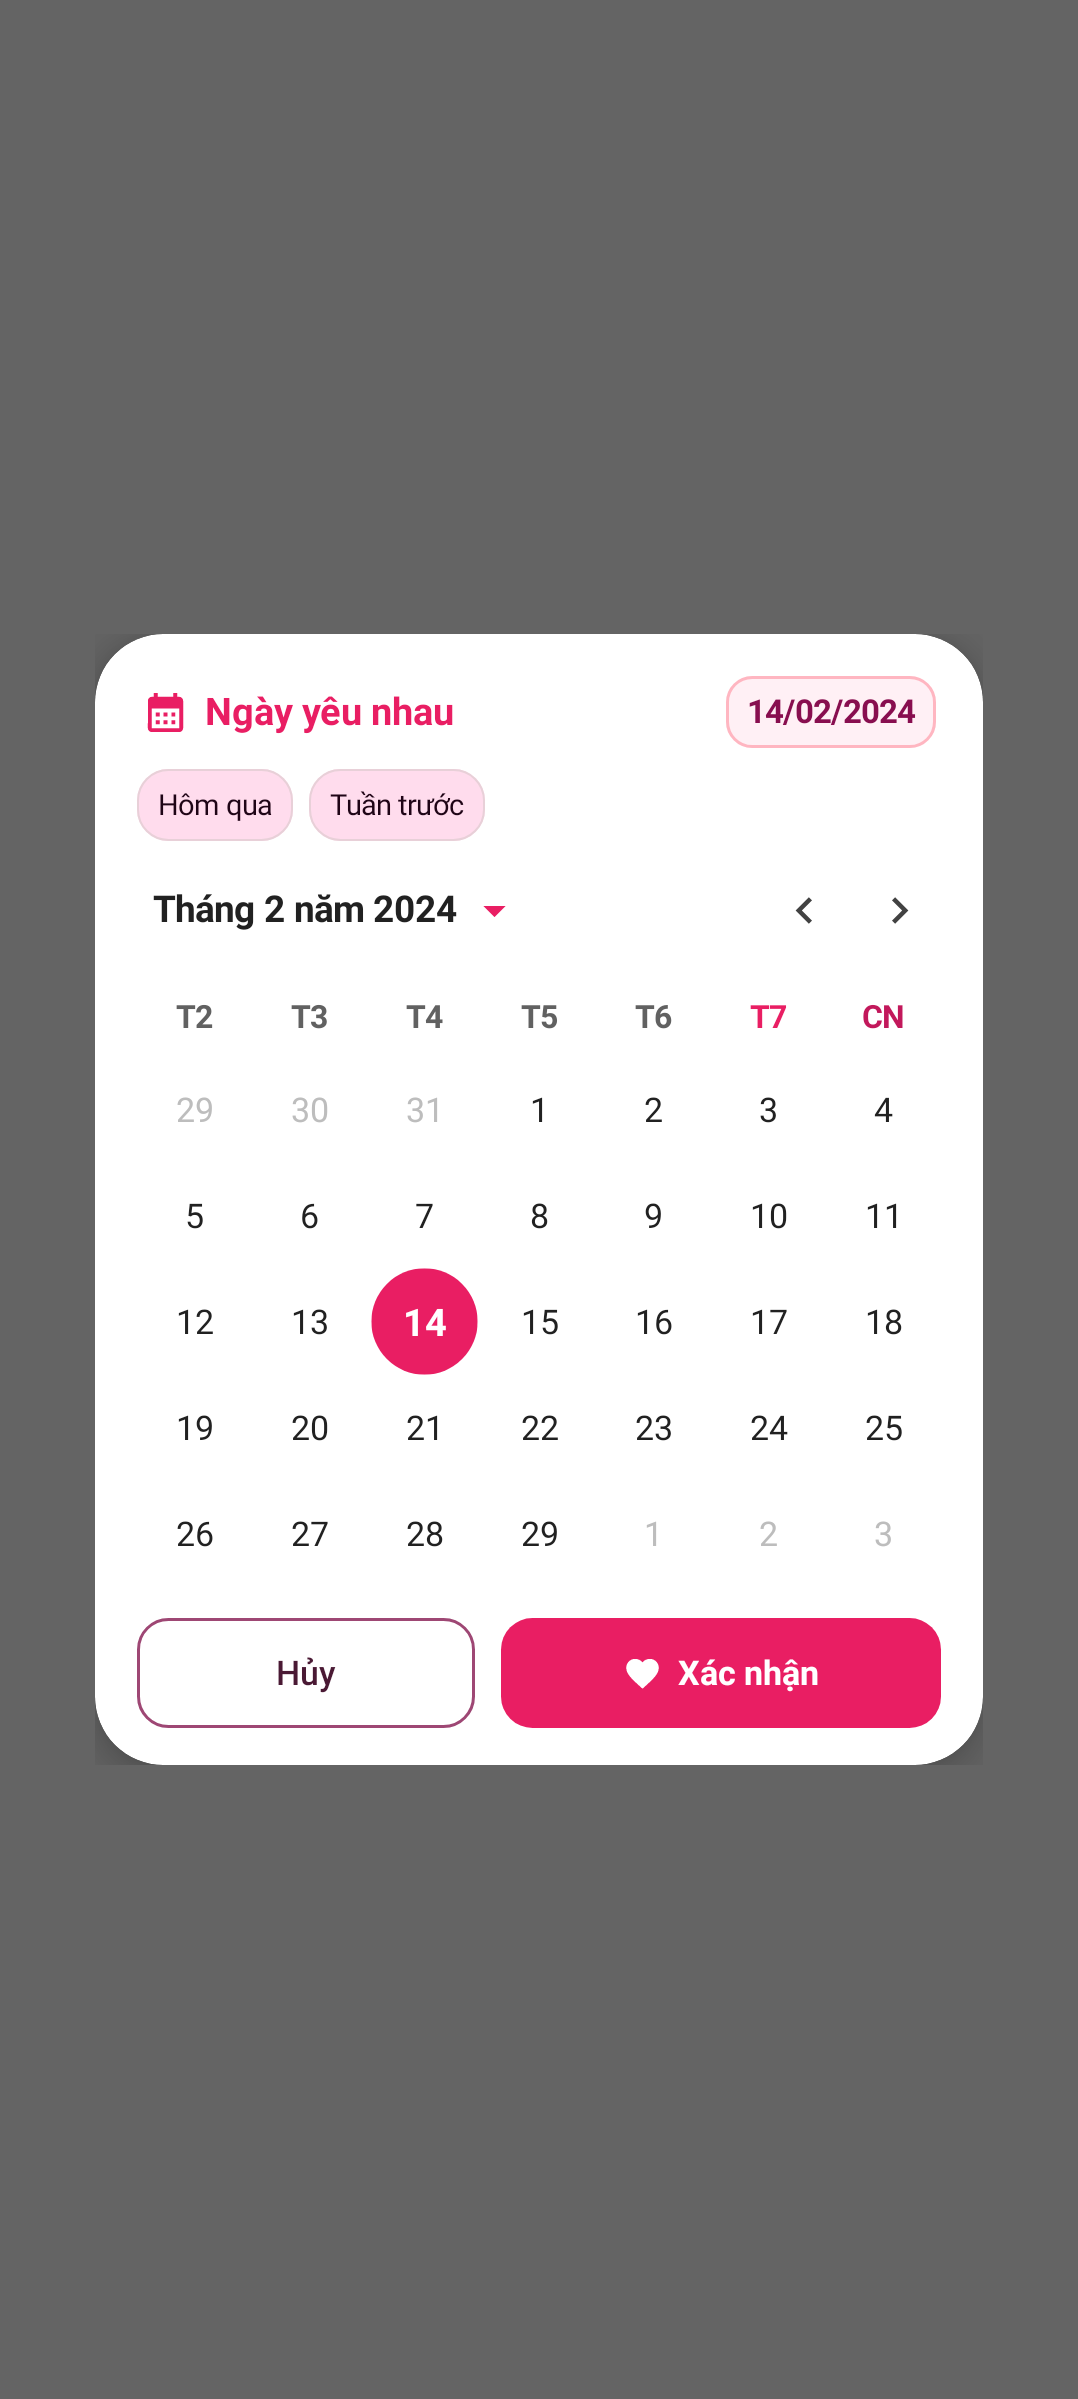 Ngày yêu nhau 14/02/2024
Hôm qua Tuần trước
Tháng 2 năm 2024
T2 T3 T4 T5 T6 T7 CN
29 30 31 1 2 3 4
5 6 7 8 9 10 11
12 13 14 15 16 17 18
19 20 21 22 23 24 25
26 27 28 29 1 2 3
Hủy Xác nhận